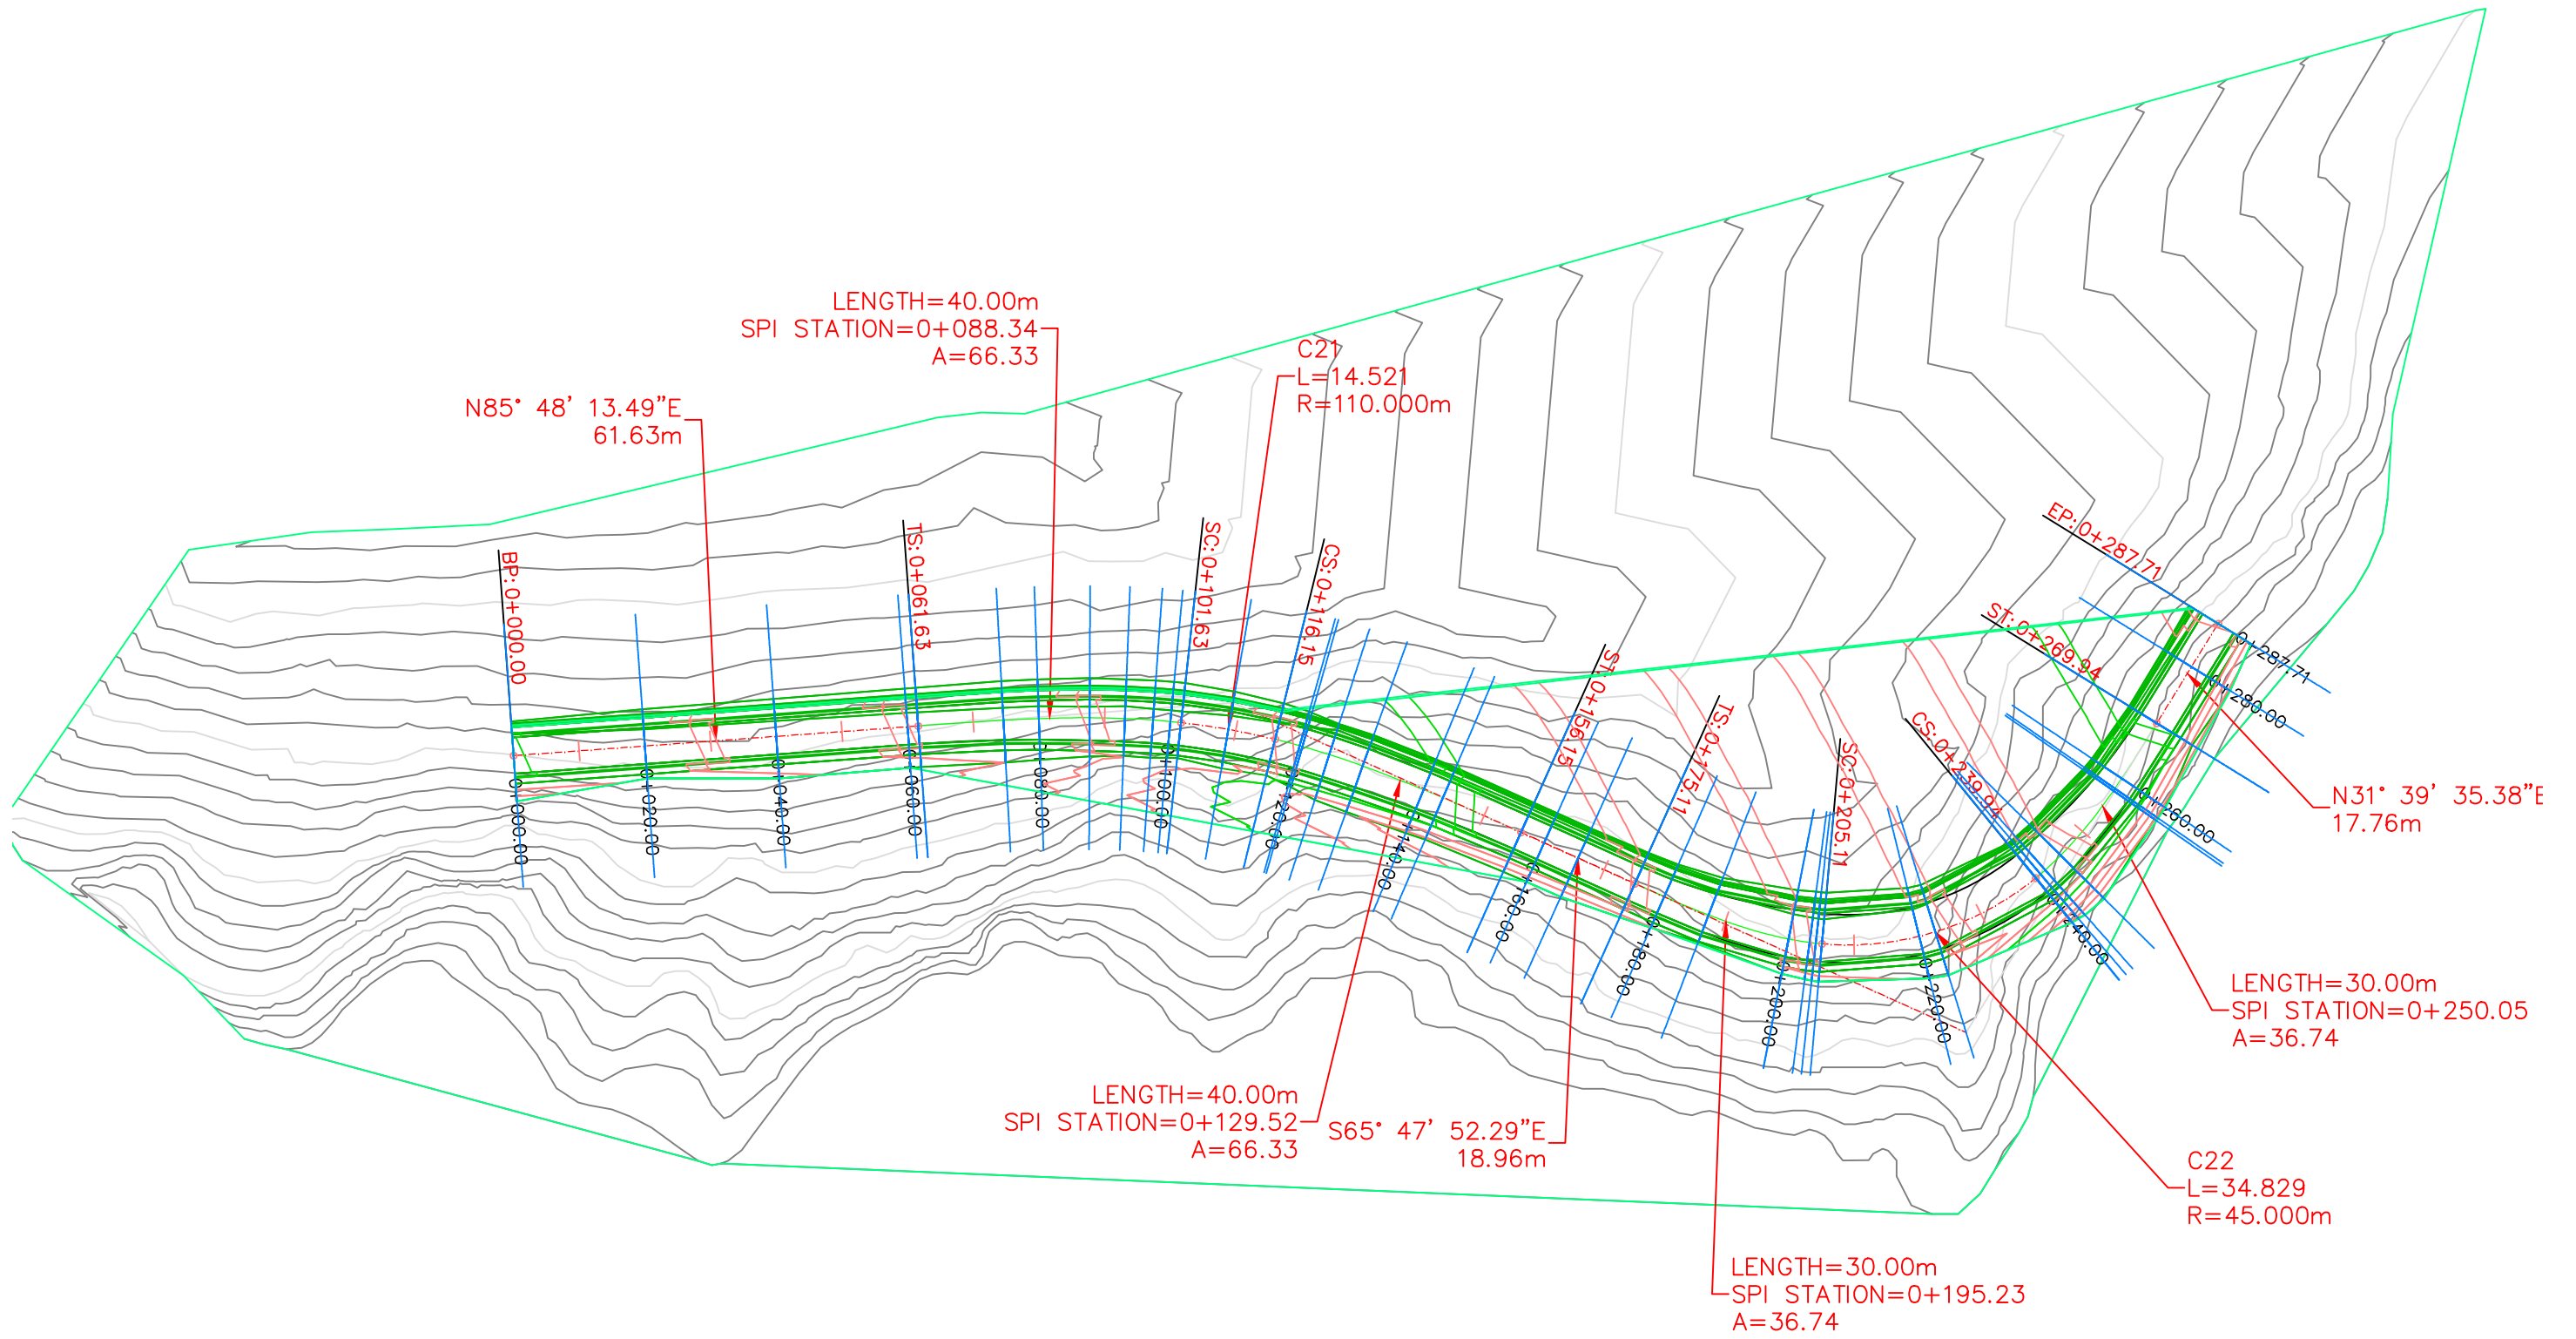 LENGTH=40.00m
SPI STATION=0+088.34
A=66.33
C21
L=14.521
R=110.000m
N85° 48' 13.49"E
61.63m
BP: 0+000.00
TS: 0+061.63
SC: 0+101.63
CS: 0+116.15
ST: 0+156.15
TS: 0+175.11
SC: 0+205.11
CS: 0+239.94
ST: 0+269.94
EP: 0+287.71
0+000.00
0+020.00
0+040.00
0+060.00
0+080.00
0+100.00
0+120.00
0+140.00
0+160.00
0+180.00
0+200.00
0+220.00
0+240.00
0+260.00
0+280.00
0+287.71
N31° 39' 35.38"E
17.76m
LENGTH=30.00m
SPI STATION=0+250.05
A=36.74
LENGTH=40.00m
SPI STATION=0+129.52
A=66.33
S65° 47' 52.29"E
18.96m
C22
L=34.829
R=45.000m
LENGTH=30.00m
SPI STATION=0+195.23
A=36.74